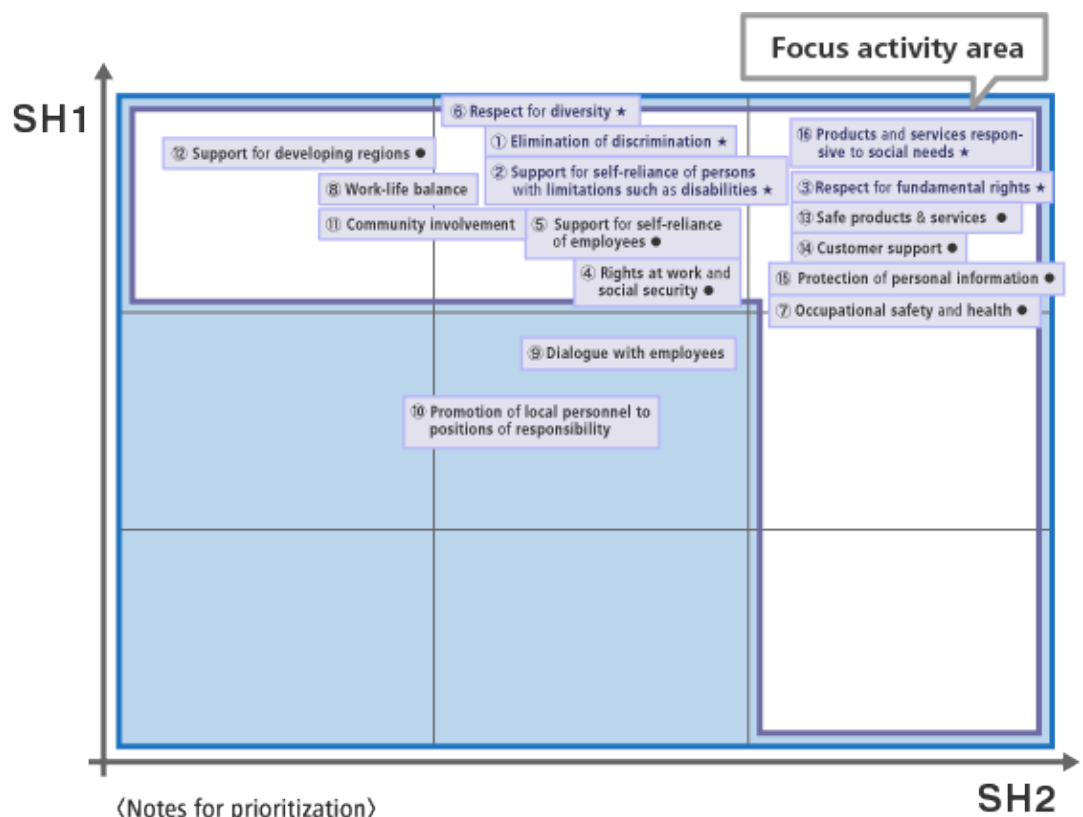 Focus activity area
SH1
⑥ Respect for diversity ★
① Elimination of discrimination ★
⑯ Products and services respon-
sive to social needs ★
⑫ Support for developing regions ●
② Support for self-reliance of persons
with limitations such as disabilities ★
⑧ Work-life balance
③ Respect for fundamental rights ★
⑪ Community involvement
⑤ Support for self-reliance
of employees ●
⑬ Safe products & services ●
⑭ Customer support ●
④ Rights at work and
social security ●
⑮ Protection of personal information ●
⑦ Occupational safety and health ●
⑨ Dialogue with employees
⑩ Promotion of local personnel to
positions of responsibility
SH2
〈Notes for prioritization〉